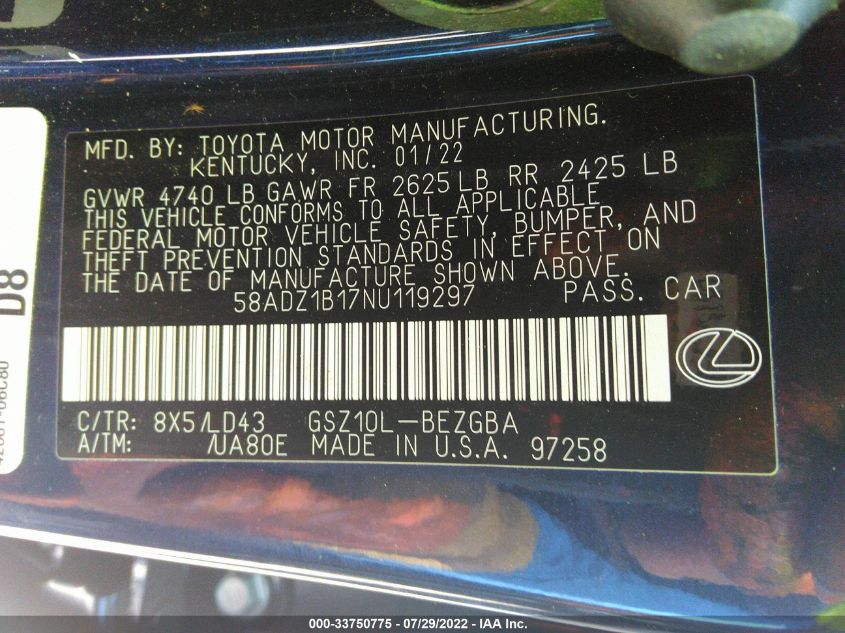 MFD. BY: TOYOTA MOTOR MANUFACTURING.
KENTUCKY, INC. 01/22
GVWR 4740 LB GAWR FR 2625 LB RR 2425 LB
THIS VEHICLE CONFORMS TO ALL APPLICABLE
FEDERAL MOTOR VEHICLE SAFETY, BUMPER, AND
THEFT PREVENTION STANDARDS IN EFFECT ON
THE DATE OF MANUFACTURE SHOWN ABOVE.
58ADZ1B17NU119297 PASS. CAR
C/TR: 8X5/LD43 GSZ10L-BEZGBA
A/TM: /UA80E MADE IN U.S.A. 97258
D8
000-33750775 - 07/29/2022 - IAA Inc.